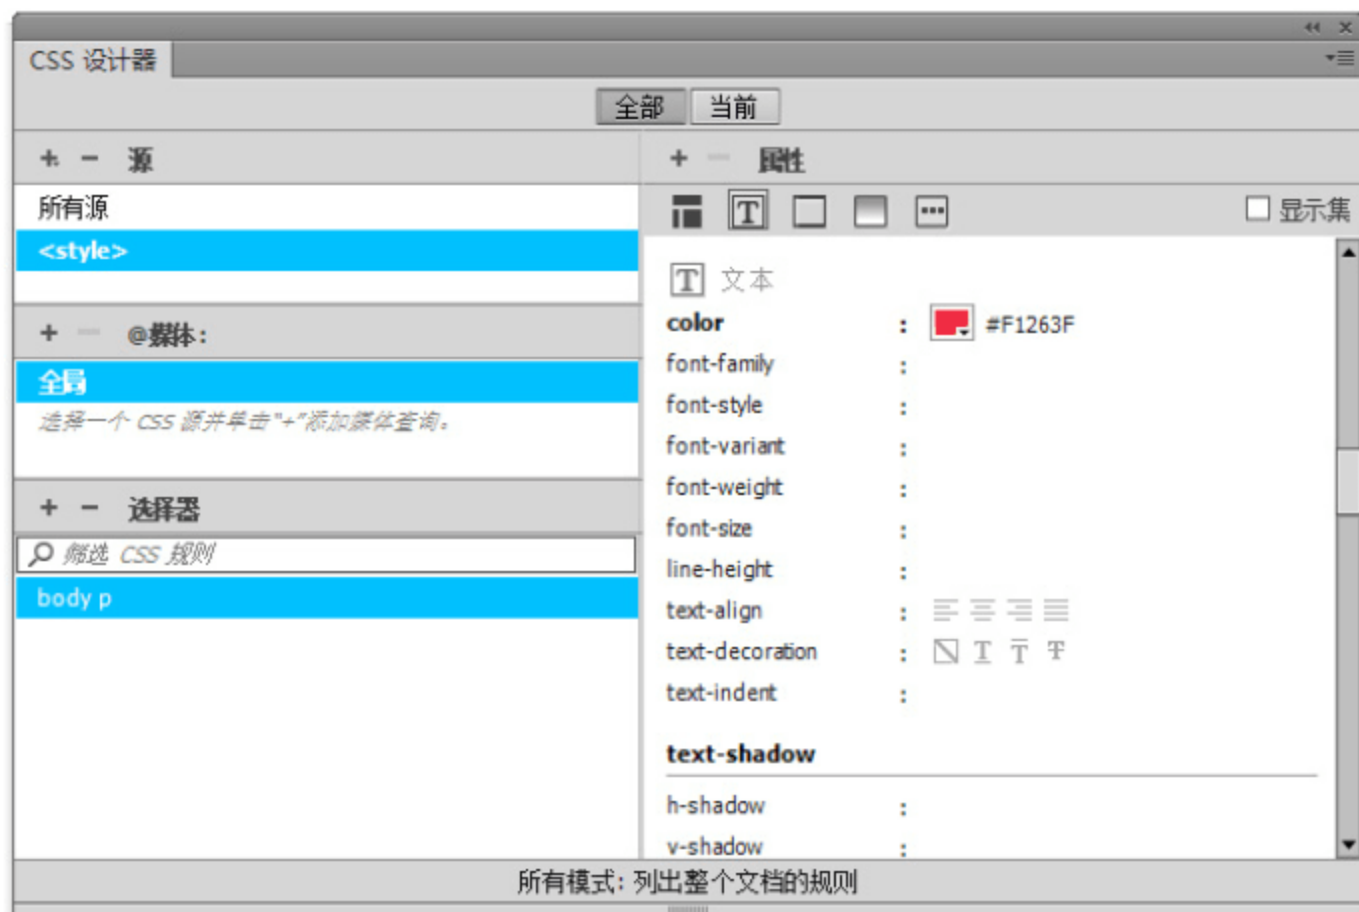 CSS 设计器
全部 当前
源
所有源
<style>
@媒体:
全局
选择一个 CSS 源并单击"+"添加媒体查询。
选择器
筛选 CSS 规则
body p
属性
显示集
文本
color : #F1263F
font-family :
font-style :
font-variant :
font-weight :
font-size :
line-height :
text-align :
text-decoration :
text-indent :
text-shadow
h-shadow :
v-shadow :
所有模式: 列出整个文档的规则